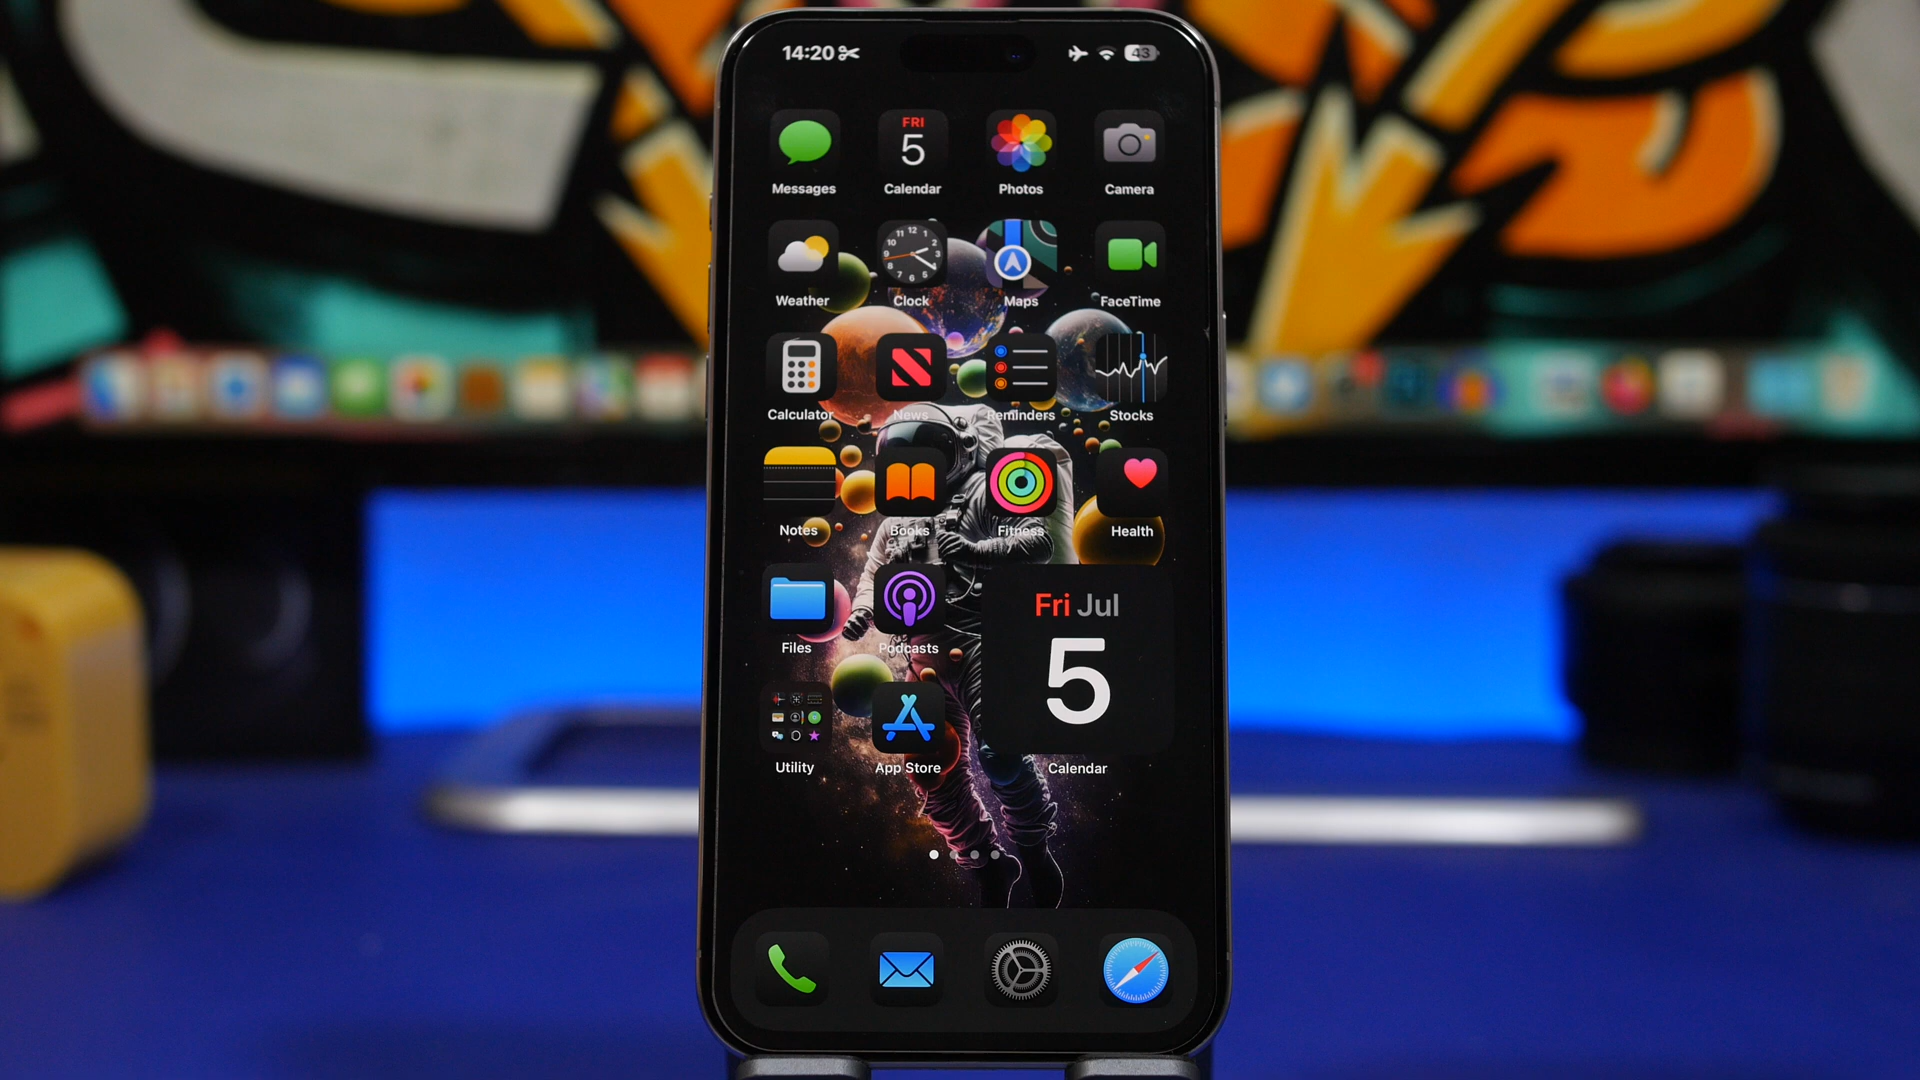 14:20
43
FRI
5
Messages Calendar Photos Camera
Weather Clock Maps FaceTime
Calculator News Reminders Stocks
Notes Books Fitness Health
Fri Jul
5
Files Podcasts
Utility App Store Calendar